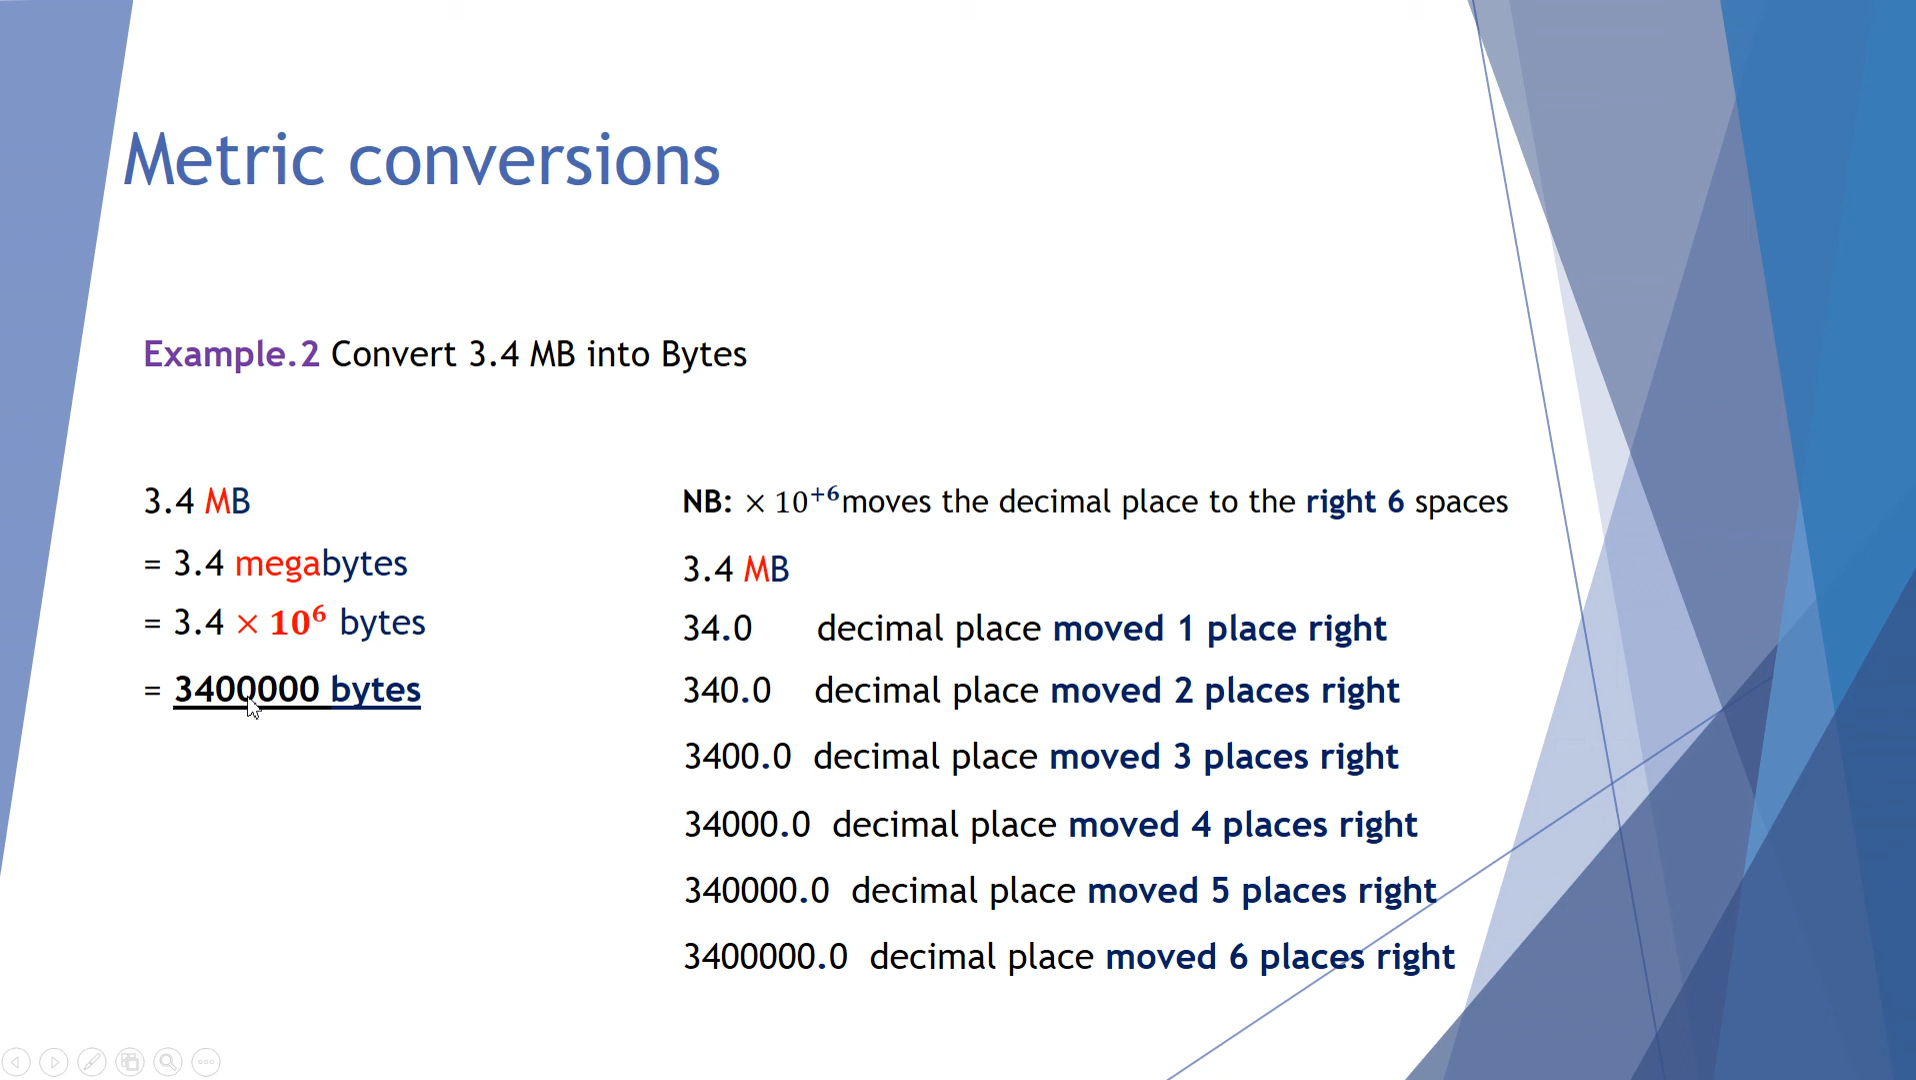 Metric conversions
Example.2 Convert 3.4 MB into Bytes
3.4 MB
= 3.4 megabytes
= 3.4 × 10⁶ bytes
= 3400000 bytes
NB: × 10⁺⁶ moves the decimal place to the right 6 spaces
3.4 MB
34.0 decimal place moved 1 place right
340.0 decimal place moved 2 places right
3400.0 decimal place moved 3 places right
34000.0 decimal place moved 4 places right
340000.0 decimal place moved 5 places right
3400000.0 decimal place moved 6 places right